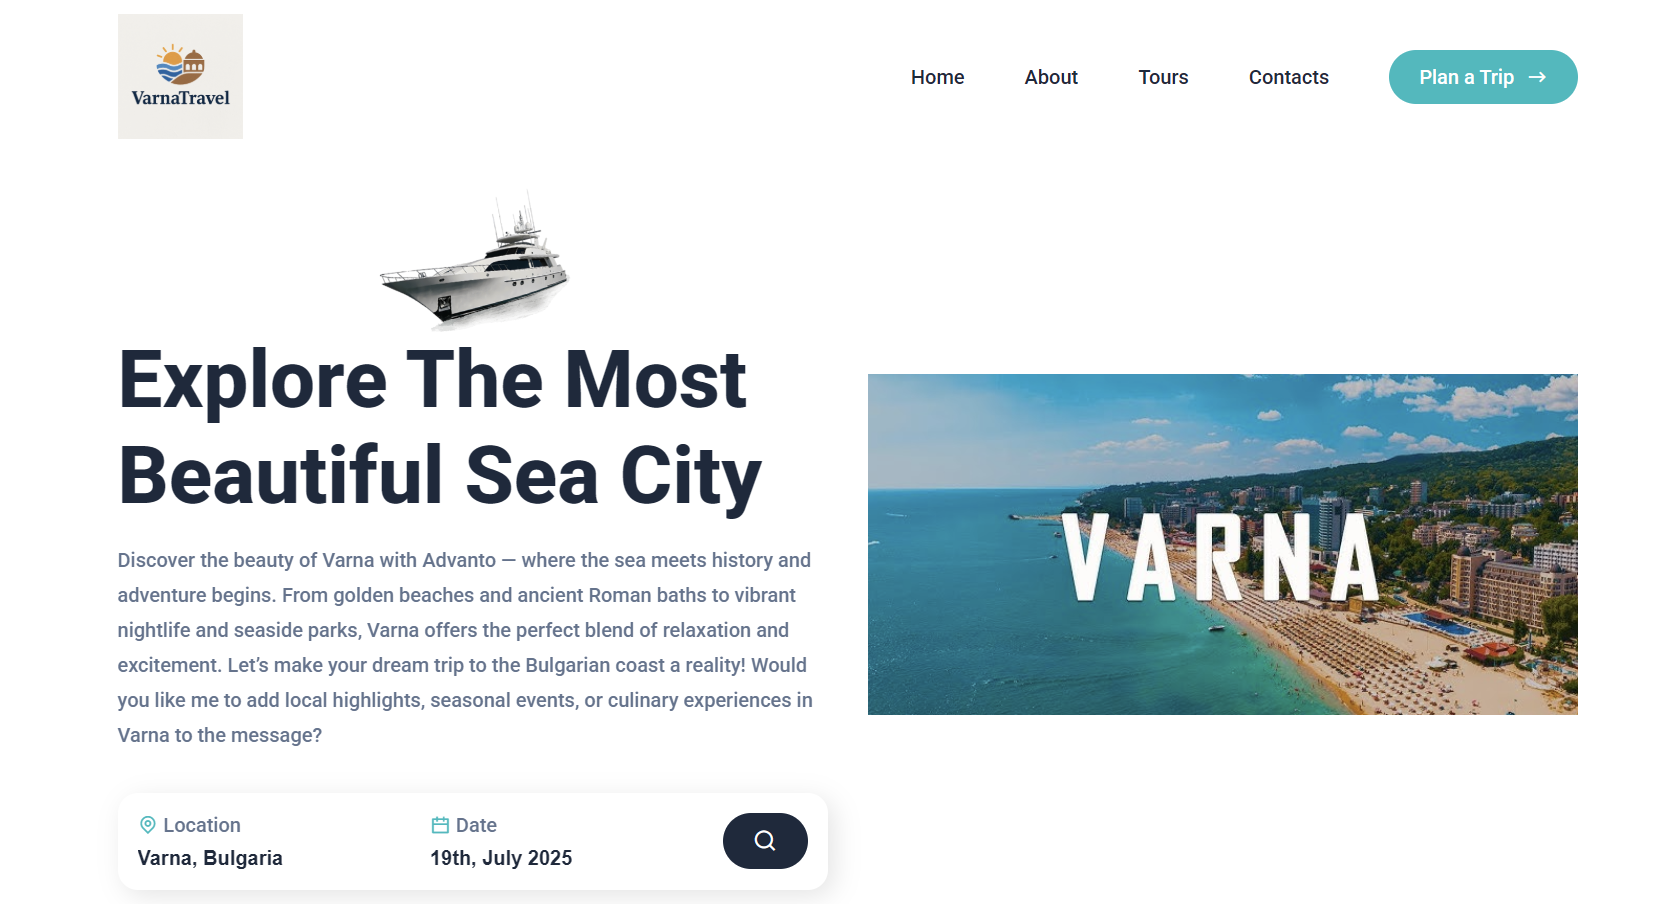 VarnaTravel
Home
About
Tours
Contacts
Plan a Trip
Explore The Most
Beautiful Sea City
Discover the beauty of Varna with Advanto — where the sea meets history and
adventure begins. From golden beaches and ancient Roman baths to vibrant
nightlife and seaside parks, Varna offers the perfect blend of relaxation and
excitement. Let’s make your dream trip to the Bulgarian coast a reality! Would
you like me to add local highlights, seasonal events, or culinary experiences in
Varna to the message?
VARNA
Location
Varna, Bulgaria
Date
19th, July 2025